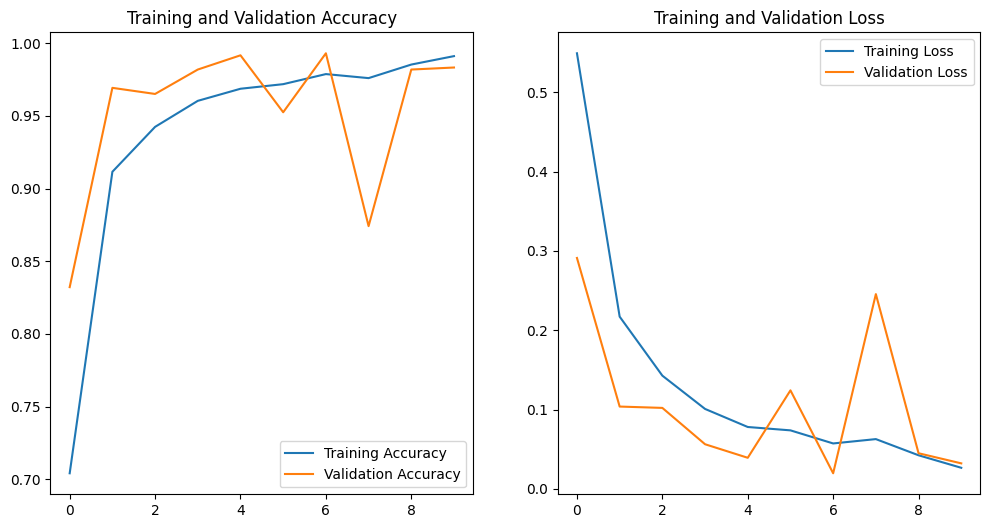 Training and Validation Accuracy
1.00
0.95
0.90
0.85
0.80
0.75
0.70
0 2 4 6 8
Training Accuracy
Validation Accuracy
Training and Validation Loss
0.5
0.4
0.3
0.2
0.1
0.0
0 2 4 6 8
Training Loss
Validation Loss